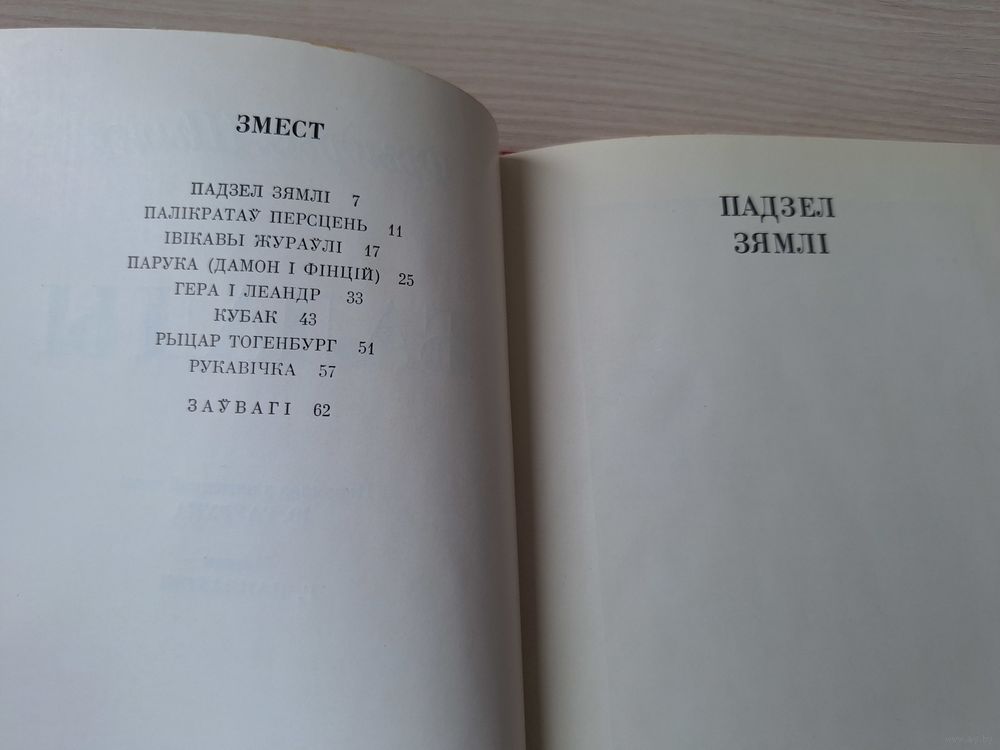 ЗМЕСТ
ПАДЗЕЛ ЗЯМЛІ 7
ПАЛІКРАТАЎ ПЕРСЦЕНЬ 11
ІВІКАВЫ ЖУРАЎЛІ 17
ПАРУКА (ДАМОН І ФІНЦІЙ) 25
ГЕРА І ЛЕАНДР 33
КУБАК 43
РЫЦАР ТОГЕНБУРГ 51
РУКАВІЧКА 57
ЗАЎВАГІ 62
ПАДЗЕЛ
ЗЯМЛІ